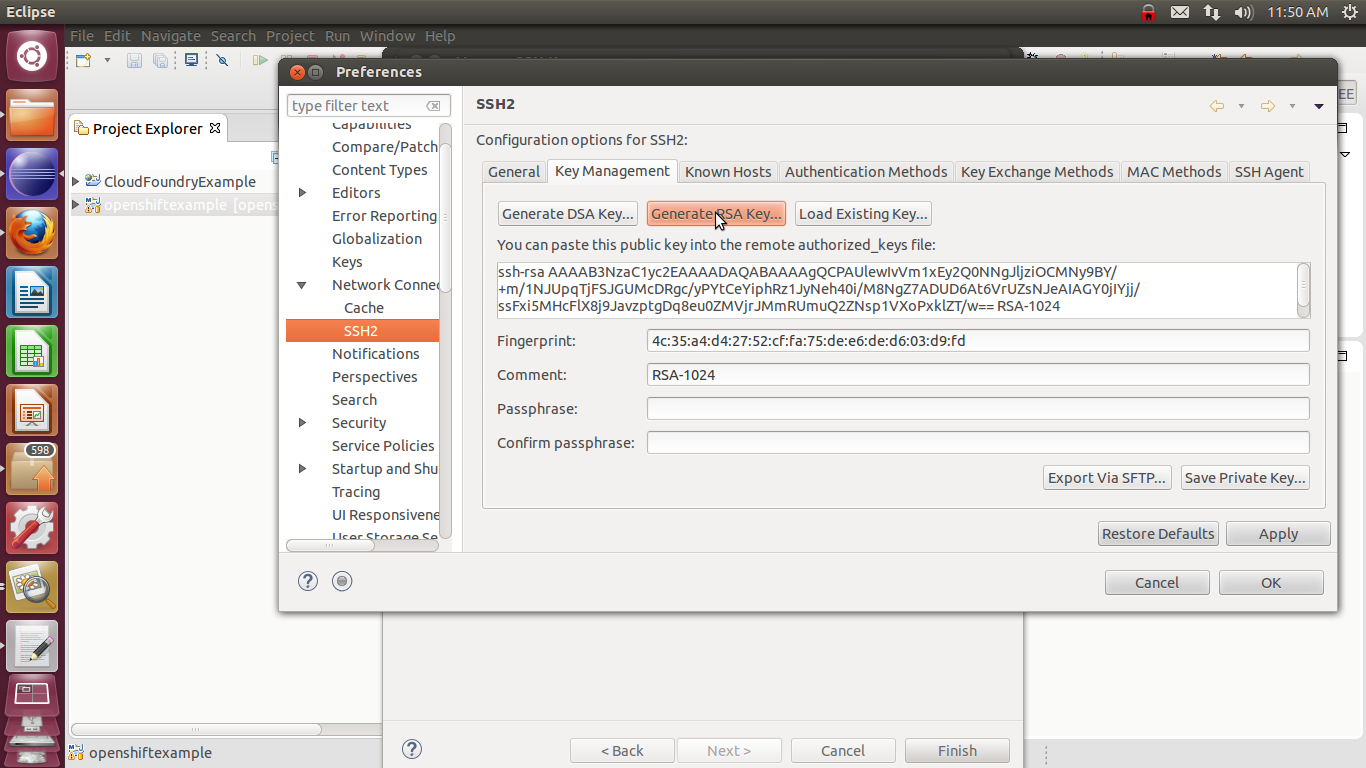 Eclipse
11:50 AM
File Edit Navigate Search Project Run Window Help
Preferences
EE
type filter text
SSH2
Capabilities
Compare/Patch
Content Types
Editors
Error Reporting
Globalization
Keys
Network Connec
Cache
SSH2
Notifications
Perspectives
Search
Security
Service Policies
Startup and Shu
Tracing
UI Responsivene
User Storage Se
Configuration options for SSH2:
General Key Management Known Hosts Authentication Methods Key Exchange Methods MAC Methods SSH Agent
Generate DSA Key... Generate RSA Key... Load Existing Key...
You can paste this public key into the remote authorized_keys file:
ssh-rsa AAAAB3NzaC1yc2EAAAADAQABAAAAgQCPAUlewIvVm1xEy2Q0NNgJljziOCMNy9BY/
+m/1NJUpqTjFSJGUMcDRgc/yPYtCeYiphRz1JyNeh40i/M8NgZ7ADUD6At6VrUZsNJeAIAGY0jIYjj/
ssFxi5MHcFlX8j9JavzptgDq8eu0ZMVjrJMmRUmuQ2ZNsp1VXoPxklZT/w== RSA-1024
Fingerprint: 4c:35:a4:d4:27:52:cf:fa:75:de:e6:de:d6:03:d9:fd
Comment: RSA-1024
Passphrase:
Confirm passphrase:
Export Via SFTP... Save Private Key...
Restore Defaults Apply
Cancel OK
Project Explorer
CloudFoundryExample
openshiftexample [opens
598
< Back Next > Cancel Finish
openshiftexample